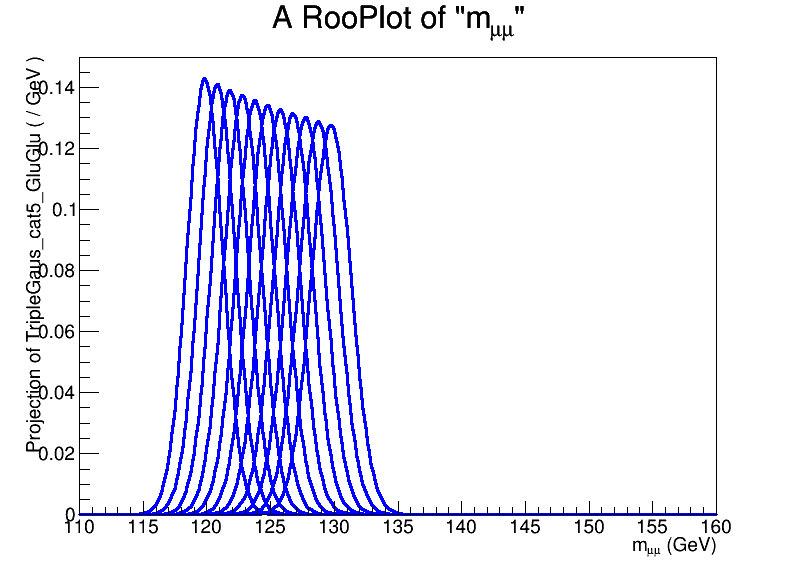 A RooPlot of "mμμ"
Projection of TripleGaus_cat5_GluGlu ( / GeV )
0.14
0.12
0.1
0.08
0.06
0.04
0.02
0
110 115 120 125 130 135 140 145 150 155 160
mμμ (GeV)